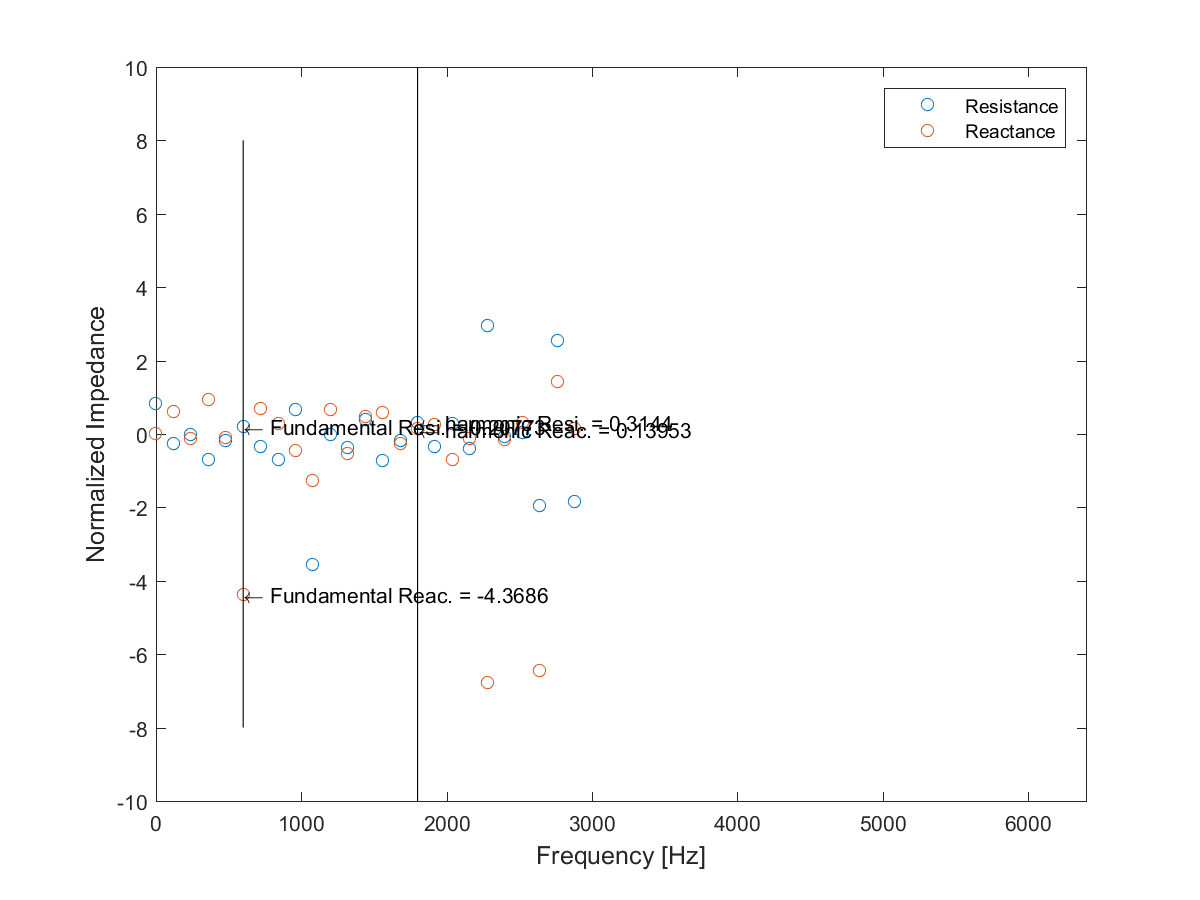 10
8
6
4
2
0
-2
-4
-6
-8
-10
Normalized Impedance
Resistance
Reactance
Fundamental Resi. = 0.20773
harmonic Resi. = 0.3144
harmonic Reac. = 0.13953
← Fundamental Reac. = -4.3686
0 1000 2000 3000 4000 5000 6000
Frequency [Hz]